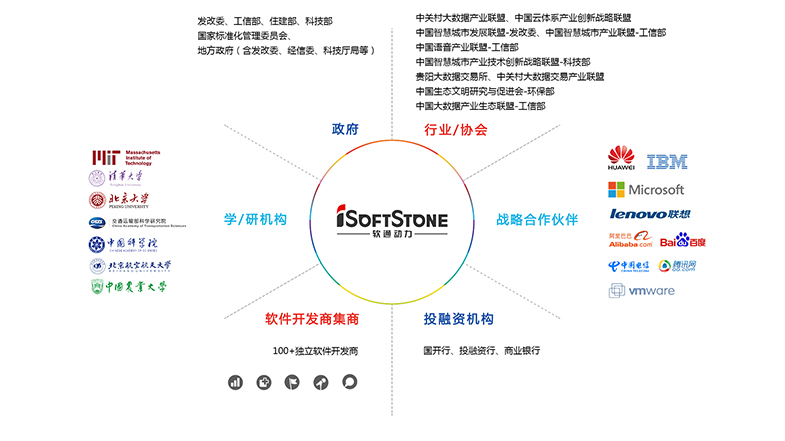 发改委、工信部、住建部、科技部
国家标准化管理委员会、
地方政府（含发改委、经信委、科技厅局等）
中关村大数据产业联盟、中国云体系产业创新战略联盟
中国智慧城市发展联盟-发改委、中国智慧城市产业联盟-工信部
中国语音产业联盟-工信部
中国智慧城市产业技术创新战略联盟-科技部
贵阳大数据交易所、中关村大数据交易产业联盟
中国生态文明研究与促进会-环保部
中国大数据产业生态联盟-工信部
政府
行业/协会
MIT Massachusetts
Institute of
Technology
清华大学
Tsinghua University
北京大学
PEKING UNIVERSITY
交通运输部科学研究院
China Academy of Transportation Sciences
中国科学院
北京航空航天大学
中国农业大学
学/研机构
iSOFTSTONE
软通动力
战略合作伙伴
HUAWEI
IBM
Microsoft
lenovo联想
阿里巴巴
Alibaba.com
Bai百度
中国电信
CHINA TELECOM
腾讯网
QQ.COM
vmware
软件开发商集商
100+独立软件开发商
投融资机构
国开行、投融资行、商业银行